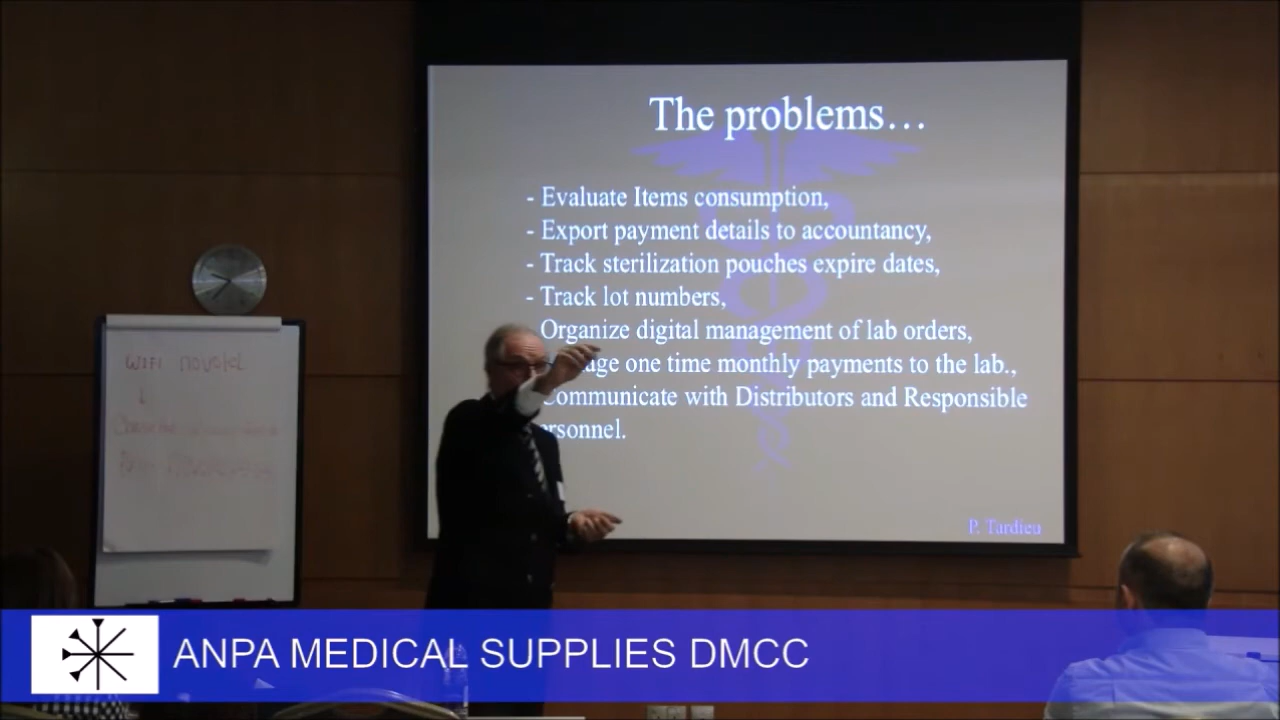 The problems…
- Evaluate Items consumption,
- Export payment details to accountancy,
- Track sterilization pouches expire dates,
- Track lot numbers,
Organize digital management of lab orders,
one time monthly payments to the lab.,
Communicate with Distributors and Responsible
P. Tardieu
WIFI novotel
ANPA MEDICAL SUPPLIES DMCC